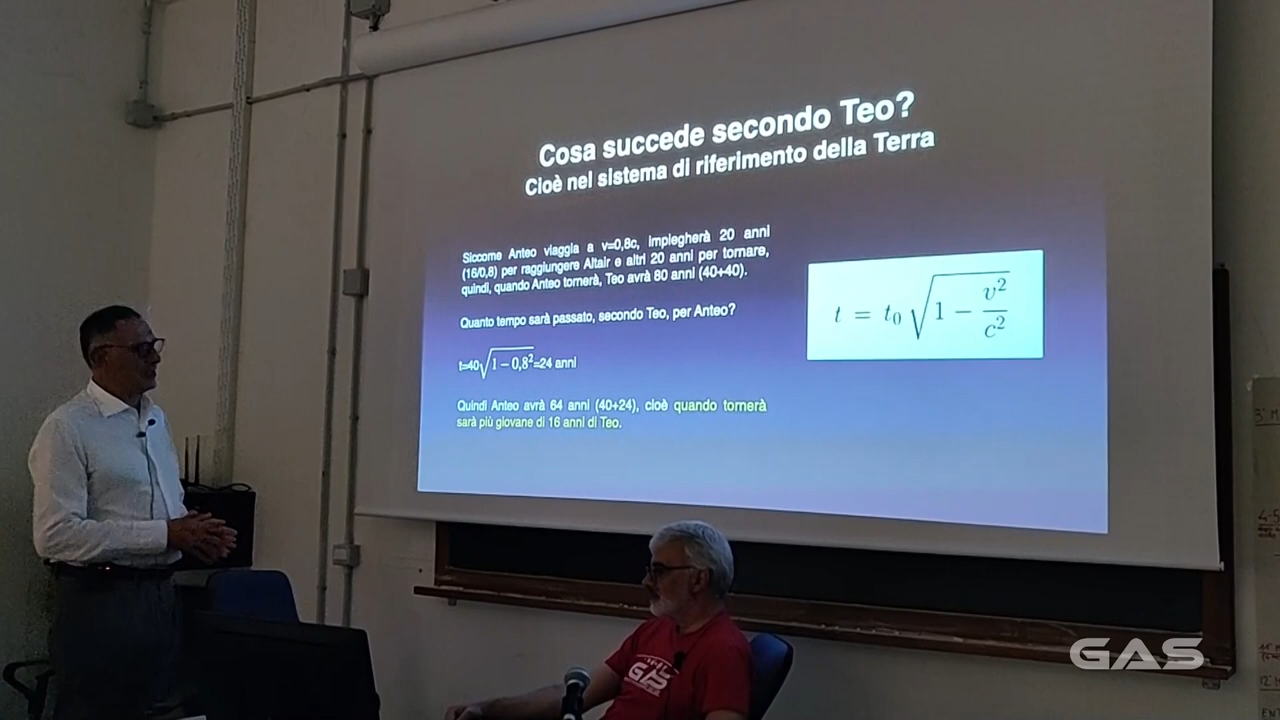 Cosa succede secondo Teo?
Cioè nel sistema di riferimento della Terra
Siccome Anteo viaggia a v=0,8c, impiegherà 20 anni
(16/0,8) per raggiungere Altair e altri 20 anni per tornare,
quindi, quando Anteo tornerà, Teo avrà 80 anni (40+40).
Quanto tempo sarà passato, secondo Teo, per Anteo?
t=40√1−0,8²=24 anni
Quindi Anteo avrà 64 anni (40+24), cioè quando tornerà
sarà più giovane di 16 anni di Teo.
t = t₀ √1 − v²/c²
GAS
GAS